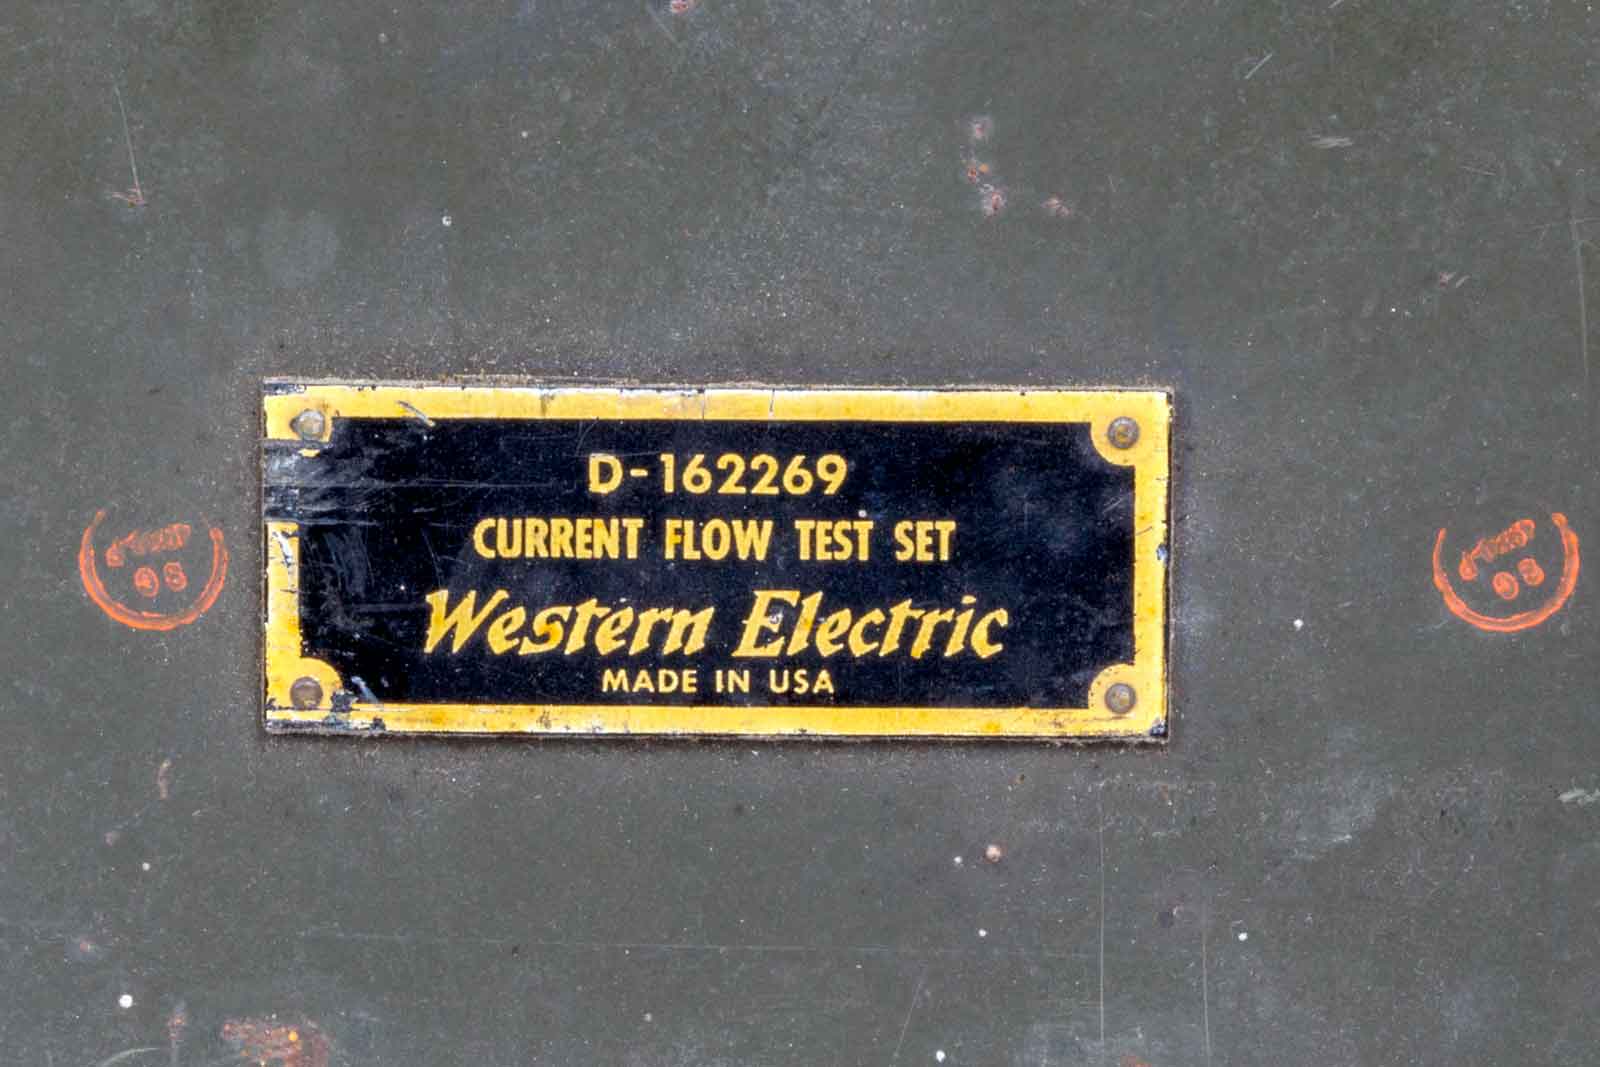 D-162269
CURRENT FLOW TEST SET
Western Electric
MADE IN USA